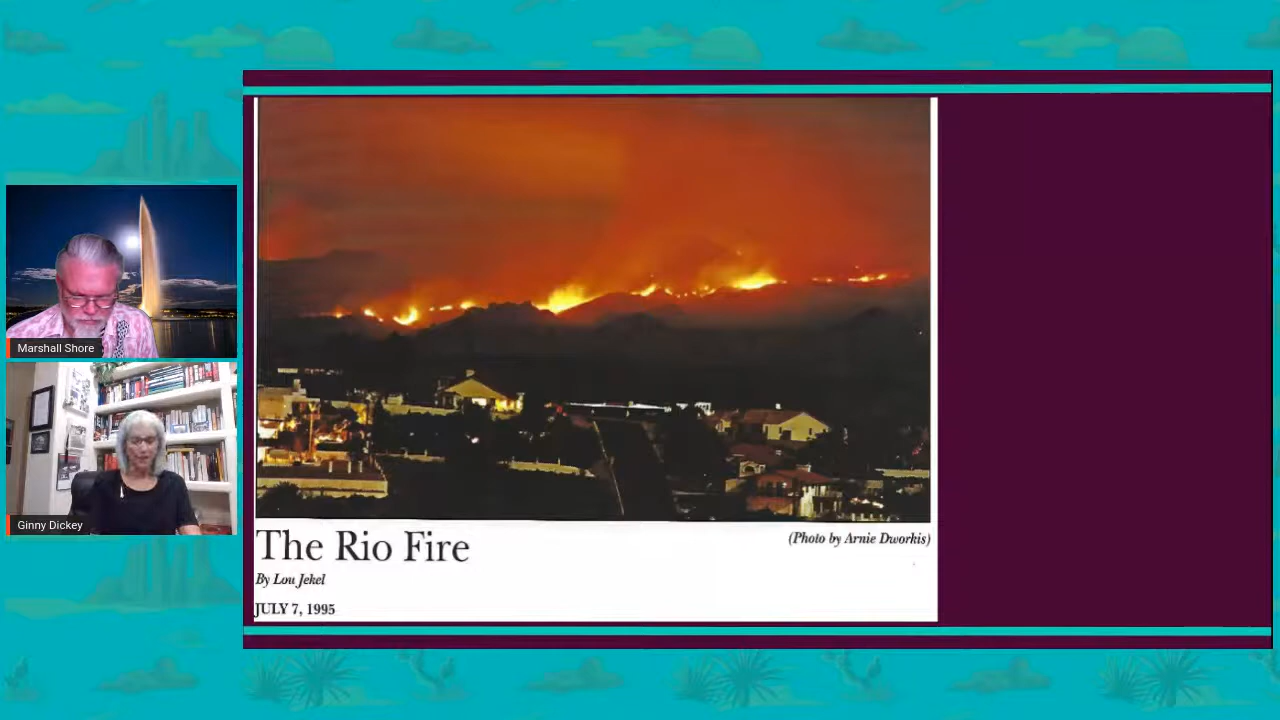 Marshall Shore
Ginny Dickey
The Rio Fire
(Photo by Arnie Dworkis)
By Lou Jekel
JULY 7, 1995